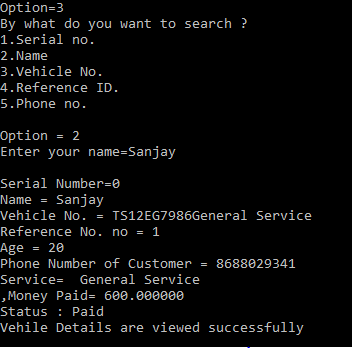 Option=3
By what do you want to search ?
1.Serial no.
2.Name
3.Vehicle No.
4.Reference ID.
5.Phone no.
Option = 2
Enter your name=Sanjay
Serial Number=0
Name = Sanjay
Vehicle No. = TS12EG7986General Service
Reference No. no = 1
Age = 20
Phone Number of Customer = 8688029341
Service=  General Service
,Money Paid= 600.000000
Status : Paid
Vehile Details are viewed successfully